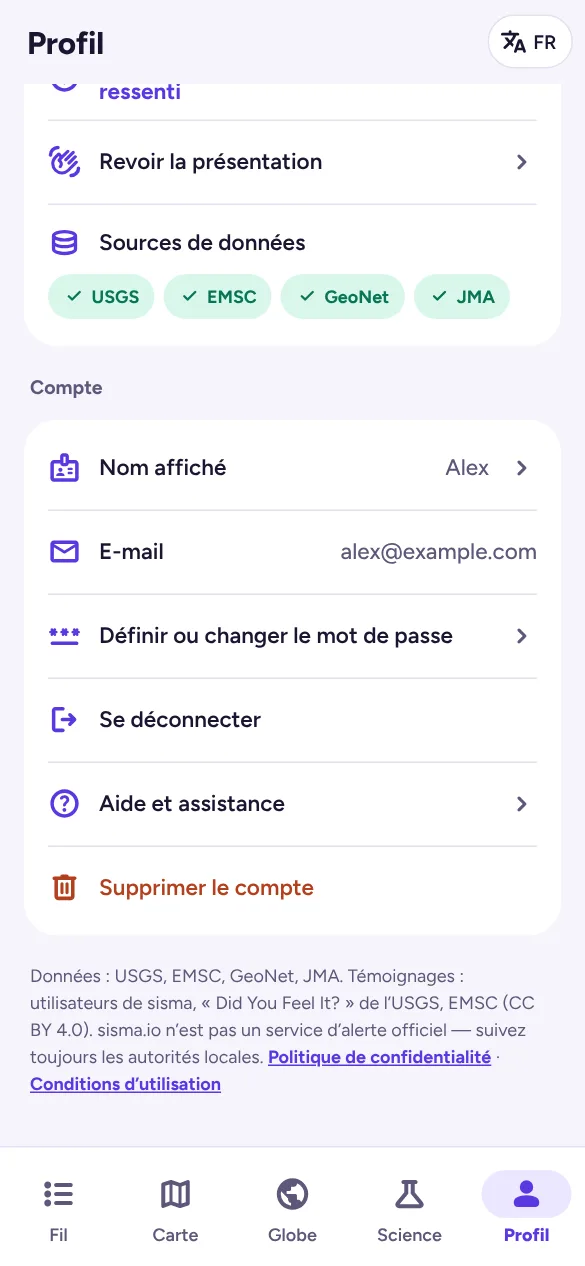 Profil
FR
ressenti
Revoir la présentation
Sources de données
USGS
EMSC
GeoNet
JMA
Compte
Nom affiché
Alex
E-mail
alex@example.com
Définir ou changer le mot de passe
Se déconnecter
Aide et assistance
Supprimer le compte
Données : USGS, EMSC, GeoNet, JMA. Témoignages :
utilisateurs de sisma, « Did You Feel It? » de l’USGS, EMSC (CC
BY 4.0). sisma.io n’est pas un service d’alerte officiel — suivez
toujours les autorités locales. Politique de confidentialité ·
Conditions d’utilisation
Fil
Carte
Globe
Science
Profil